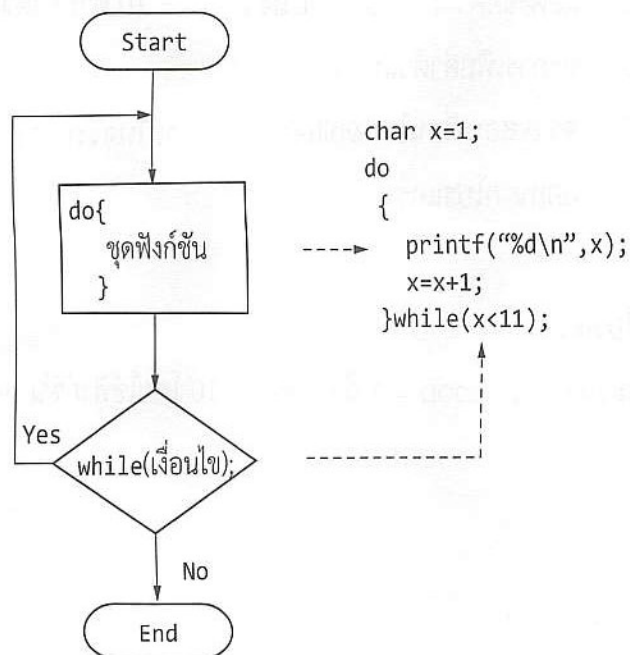 Start
do{
ชุดฟังก์ชัน
}
Yes
while(เงื่อนไข);
No
End
char x=1;
do
{
printf(“%d\n”,x);
x=x+1;
}while(x<11);